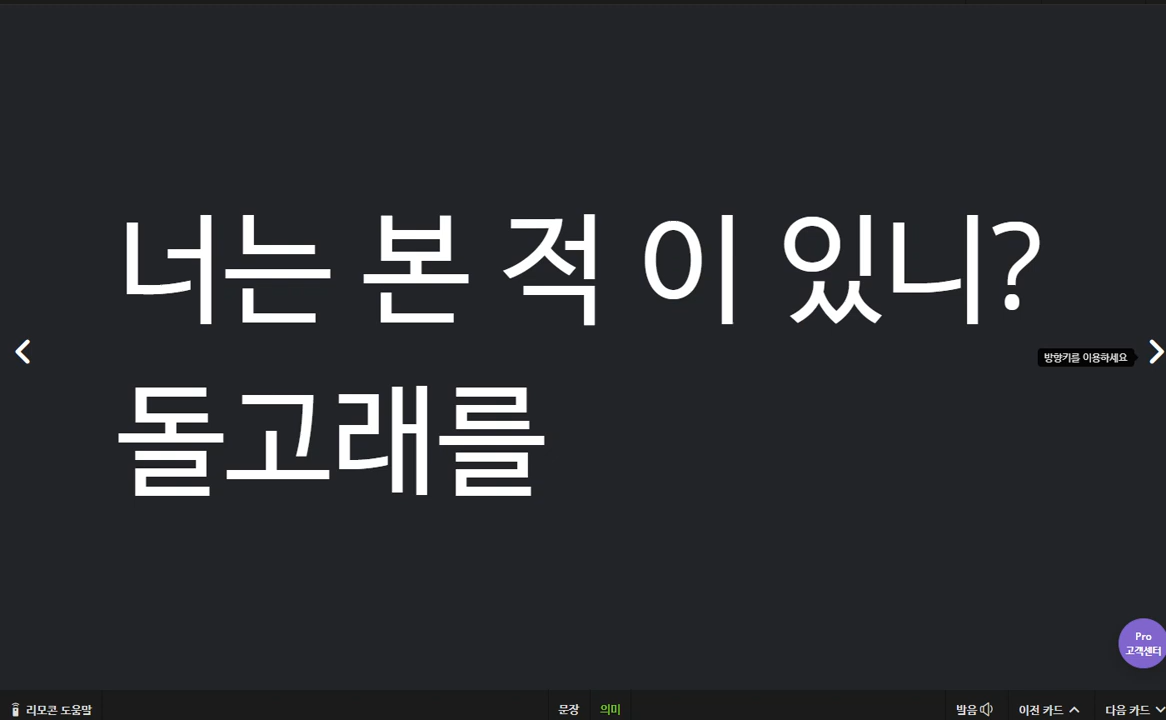 너는 본 적 이 있니?
돌고래를
방향키를 이용하세요
Pro
고객센터
리모콘 도움말
문장
의미
발음
이전 카드
다음 카드